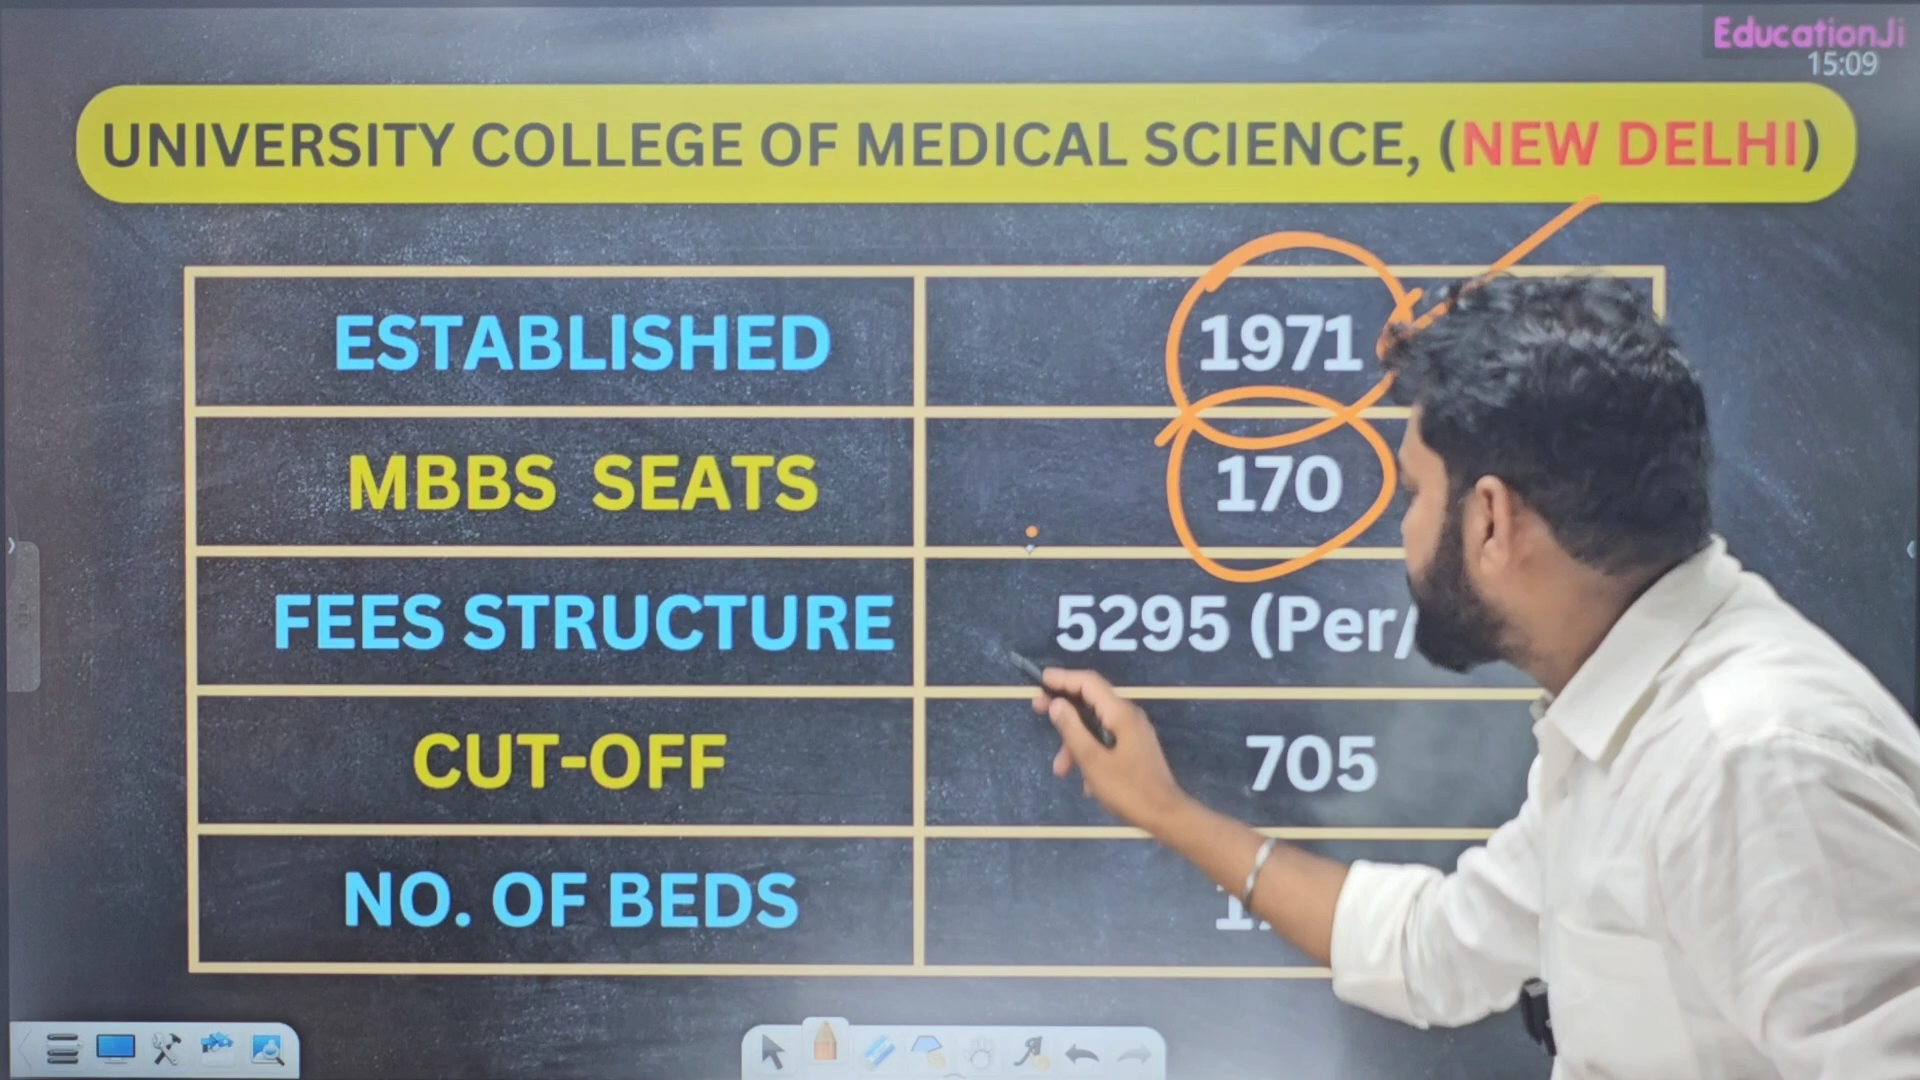 EducationJi
15:09
UNIVERSITY COLLEGE OF MEDICAL SCIENCE, (NEW DELHI)
ESTABLISHED 1971
MBBS SEATS 170
FEES STRUCTURE 5295 (Per/
CUT-OFF 705
NO. OF BEDS